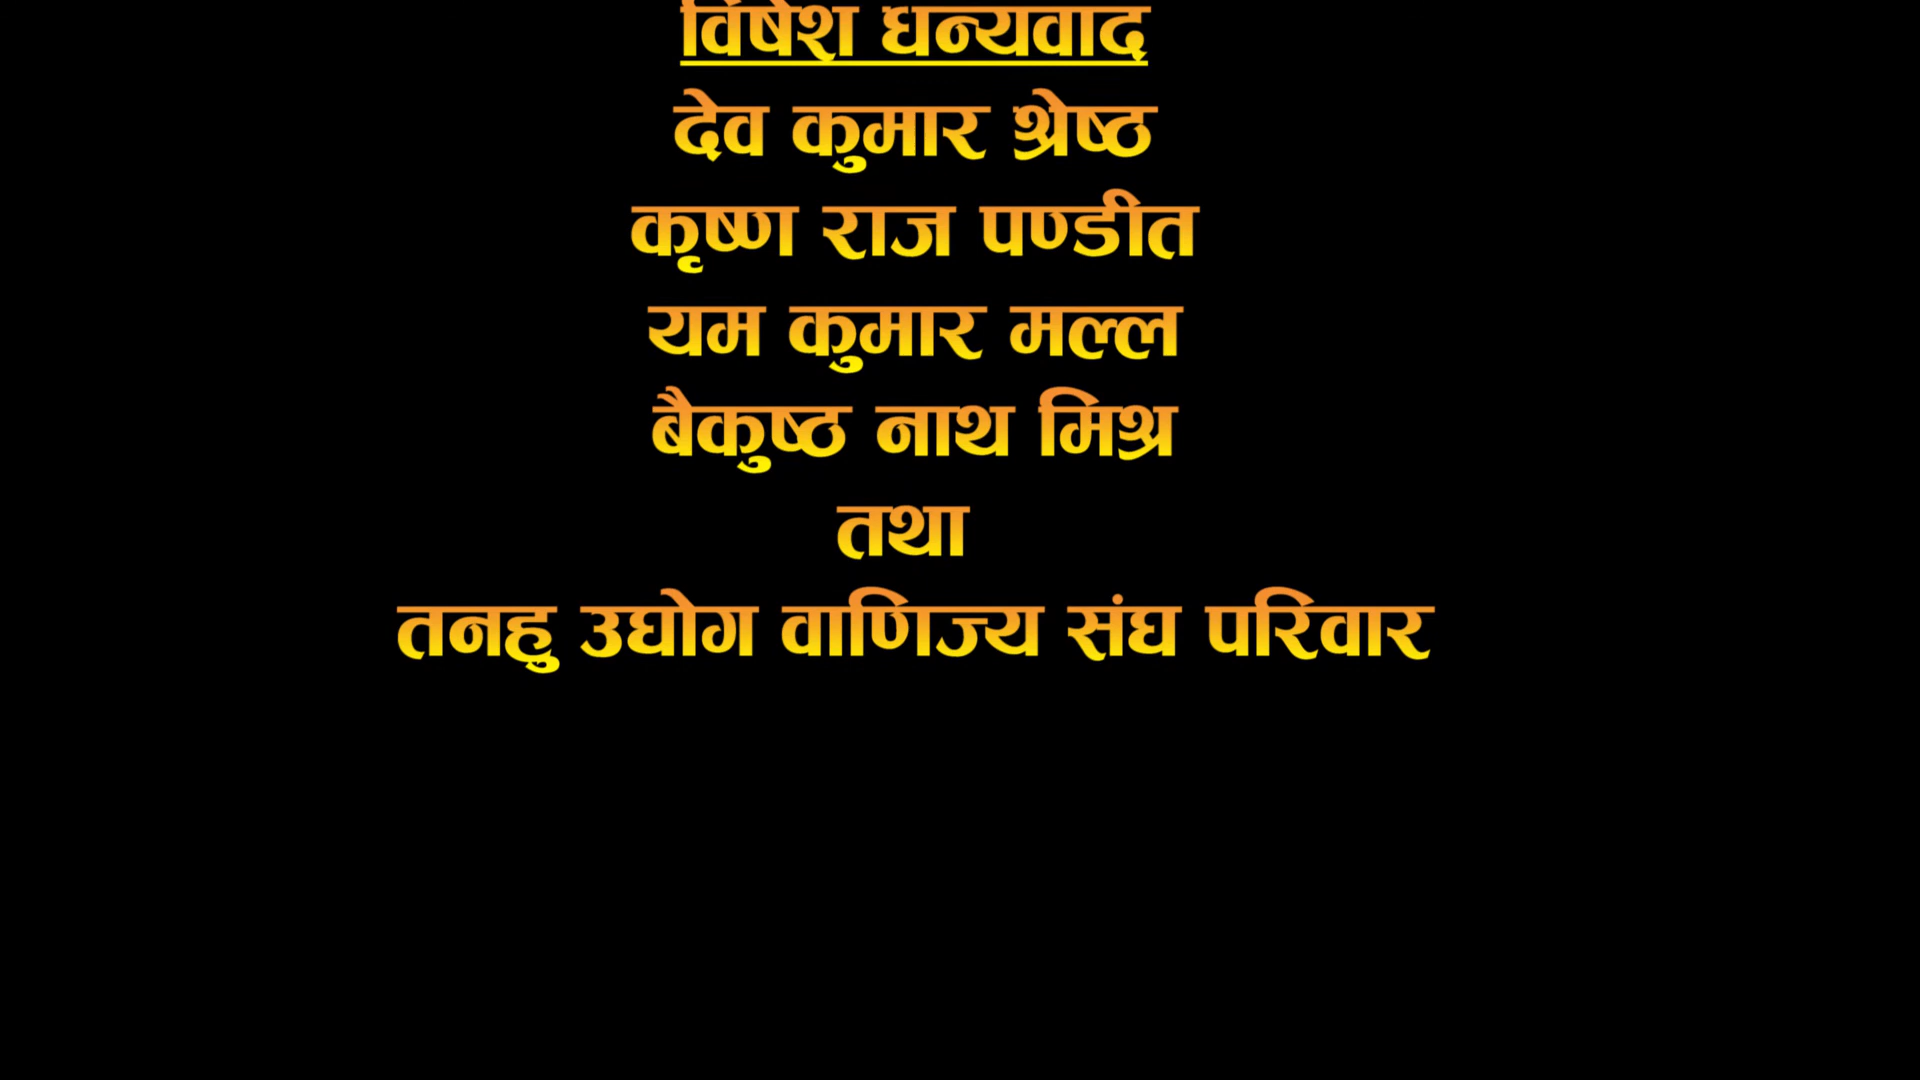 विषेश धन्यवाद
देव कुमार श्रेष्ठ
कृष्ण राज पण्डीत
यम कुमार मल्ल
बैकुष्ठ नाथ मिश्र
तथा
तनहु उघोग वाणिज्य संघ परिवार